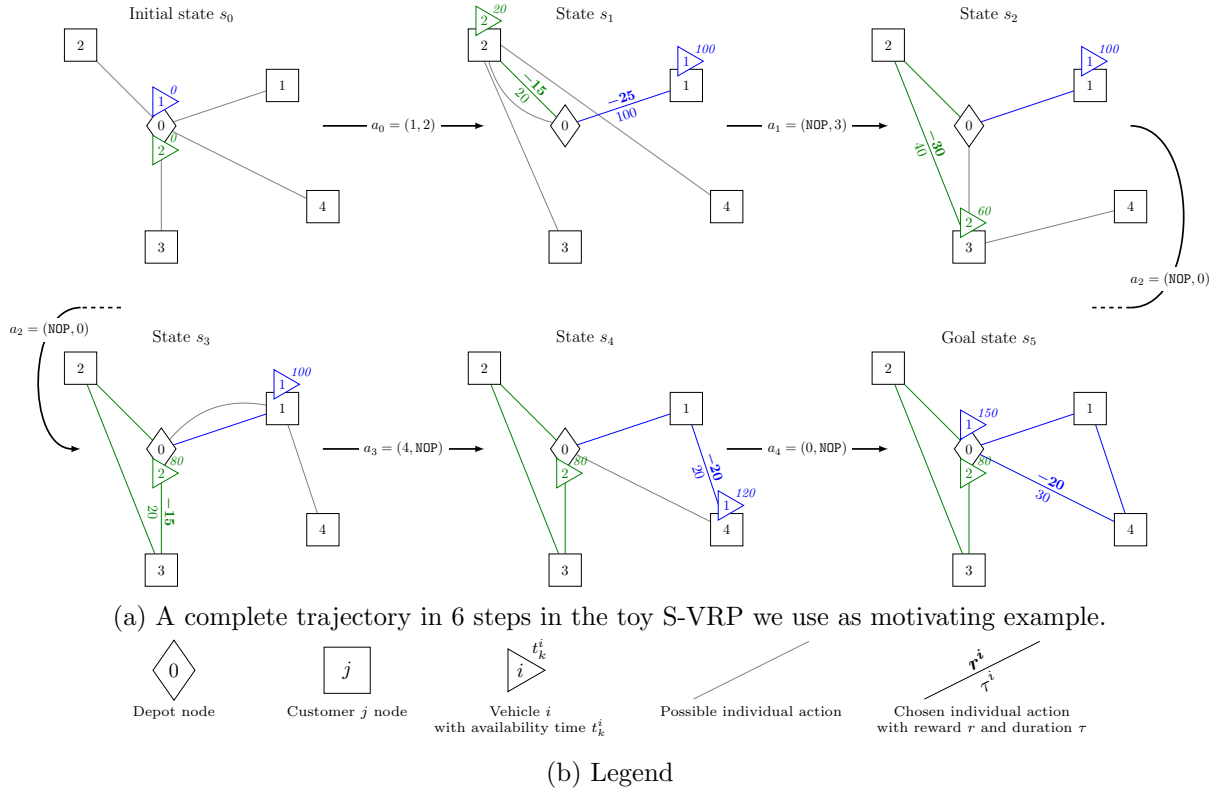 Initial state s₀
State s₁
State s₂
2
1
1
0
0
2
0
3
4
a₀ = (1, 2)
2
20
2
−15
20
0
−25
100
1
100
1
3
4
a₁ = (NOP, 3)
2
1
100
1
0
−30
40
2
60
3
4
a₂ = (NOP, 0)
a₂ = (NOP, 0)
State s₃
State s₄
Goal state s₅
2
1
100
1
0
2
80
−15
20
3
4
a₃ = (4, NOP)
2
1
0
2
80
−20
20
1
120
4
3
a₄ = (0, NOP)
2
1
150
1
0
2
80
−20
30
4
3
(a) A complete trajectory in 6 steps in the toy S-VRP we use as motivating example.
0
j
i
tᵢₖ
rⁱ
τⁱ
Depot node
Customer j node
Vehicle i
with availability time tⁱₖ
Possible individual action
Chosen individual action
with reward r and duration τ
(b) Legend